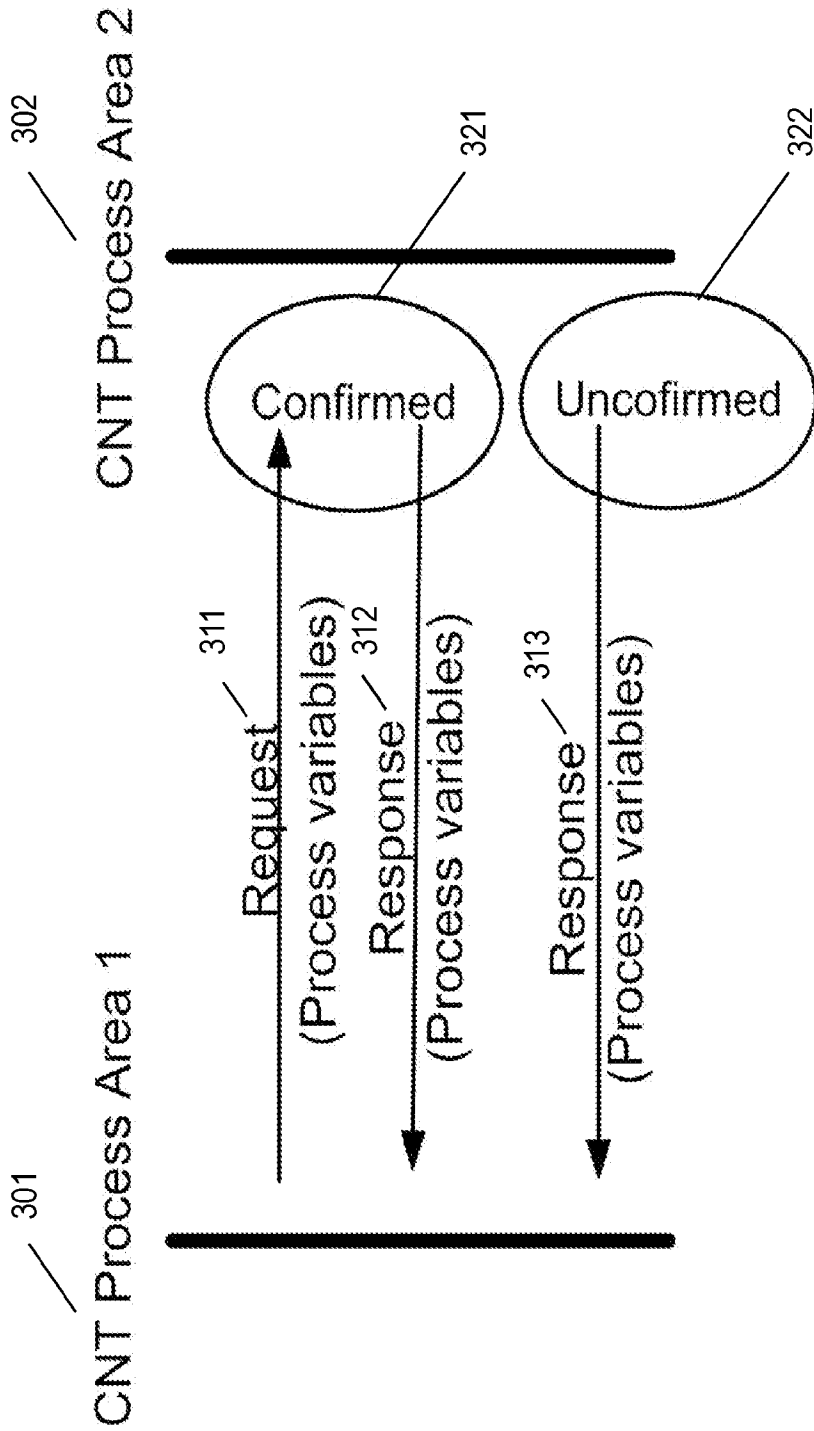 301
302
CNT Process Area 1
CNT Process Area 2
311
Request
(Process variables)
Confirmed
321
312
Response
(Process variables)
313
Response
(Process variables)
Uncofirmed
322